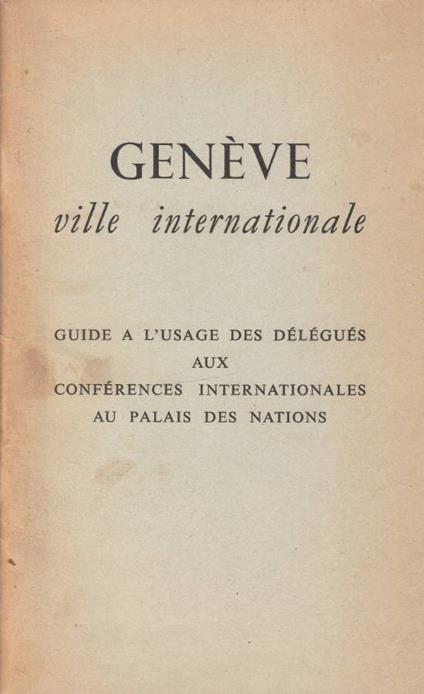 GENÈVE
ville internationale
GUIDE A L'USAGE DES DÉLÉGUÉS
AUX
CONFÉRENCES INTERNATIONALES
AU PALAIS DES NATIONS